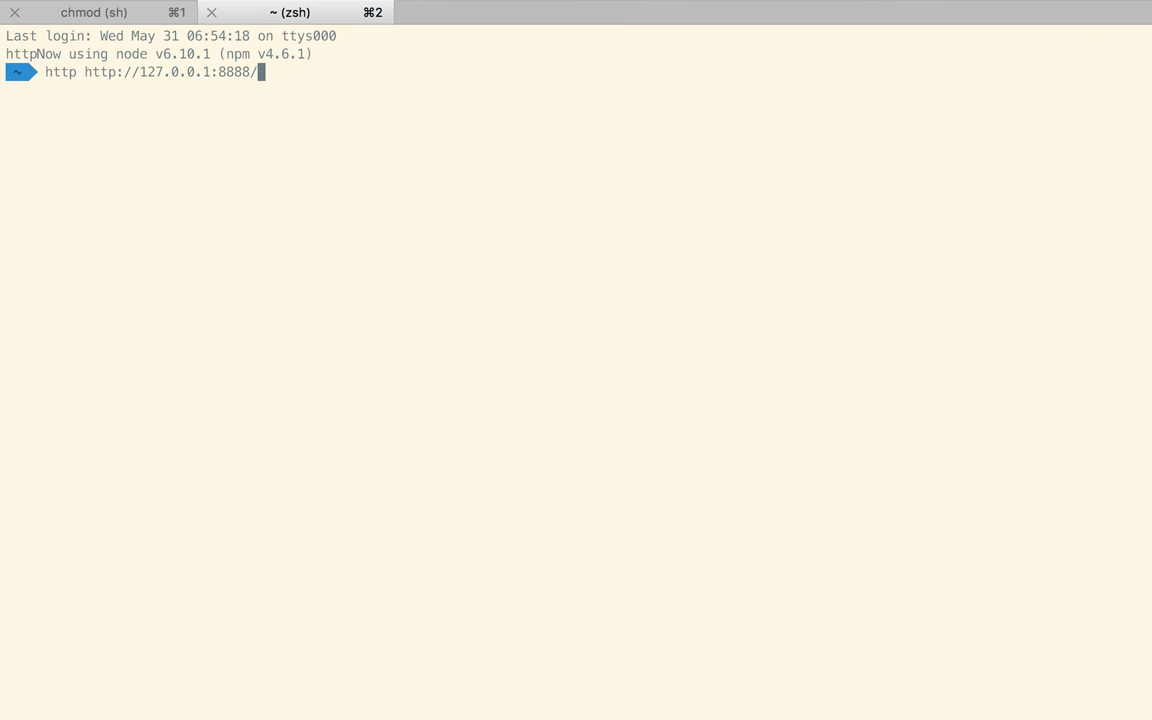 chmod (sh) ⌘1 ~ (zsh) ⌘2
Last login: Wed May 31 06:54:18 on ttys000
httpNow using node v6.10.1 (npm v4.6.1)
~ http http://127.0.0.1:8888/